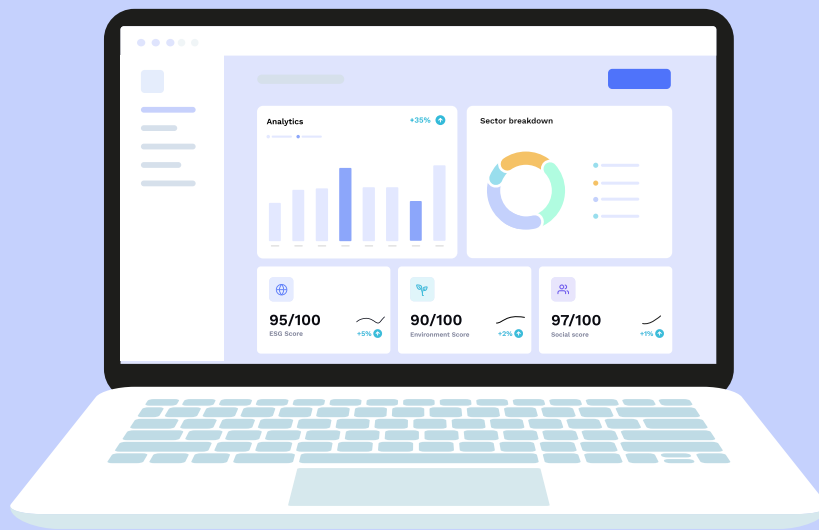 Analytics
+35%
Sector breakdown
95/100
ESG Score
+5%
90/100
Environment Score
+2%
97/100
Social score
+1%